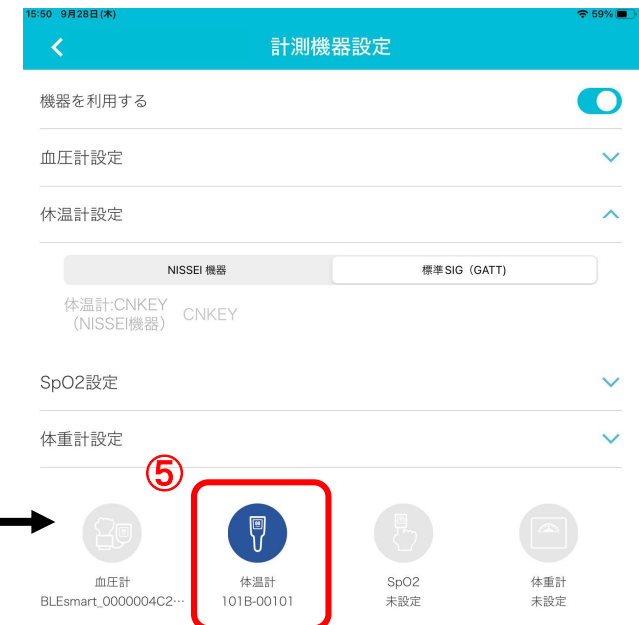 15:50 9月28日(木)
59%
計測機器設定
機器を利用する
血圧計設定
体温計設定
NISSEI 機器
標準SIG（GATT)
体温計:CNKEY
（NISSEI機器）
CNKEY
SpO2設定
体重計設定
⑤
血圧計
BLEsmart_0000004C2…
体温計
101B-00101
SpO2
未設定
体重計
未設定